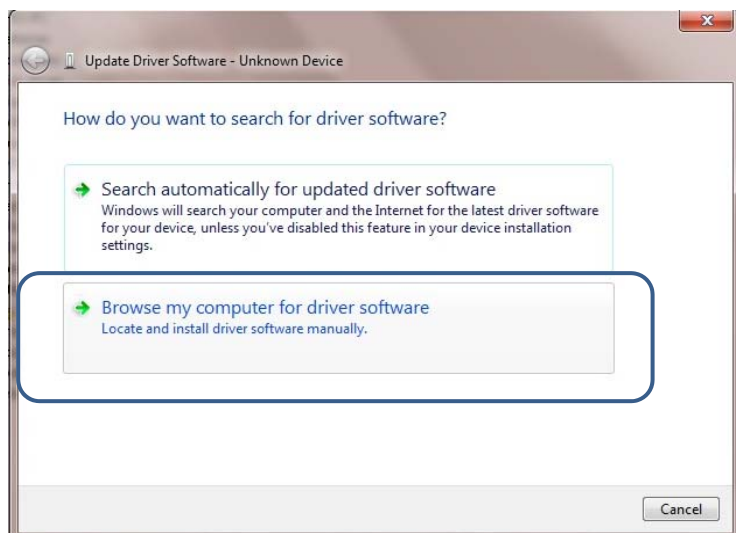 Update Driver Software - Unknown Device
How do you want to search for driver software?
Search automatically for updated driver software
Windows will search your computer and the Internet for the latest driver software
for your device, unless you've disabled this feature in your device installation
settings.
Browse my computer for driver software
Locate and install driver software manually.
Cancel